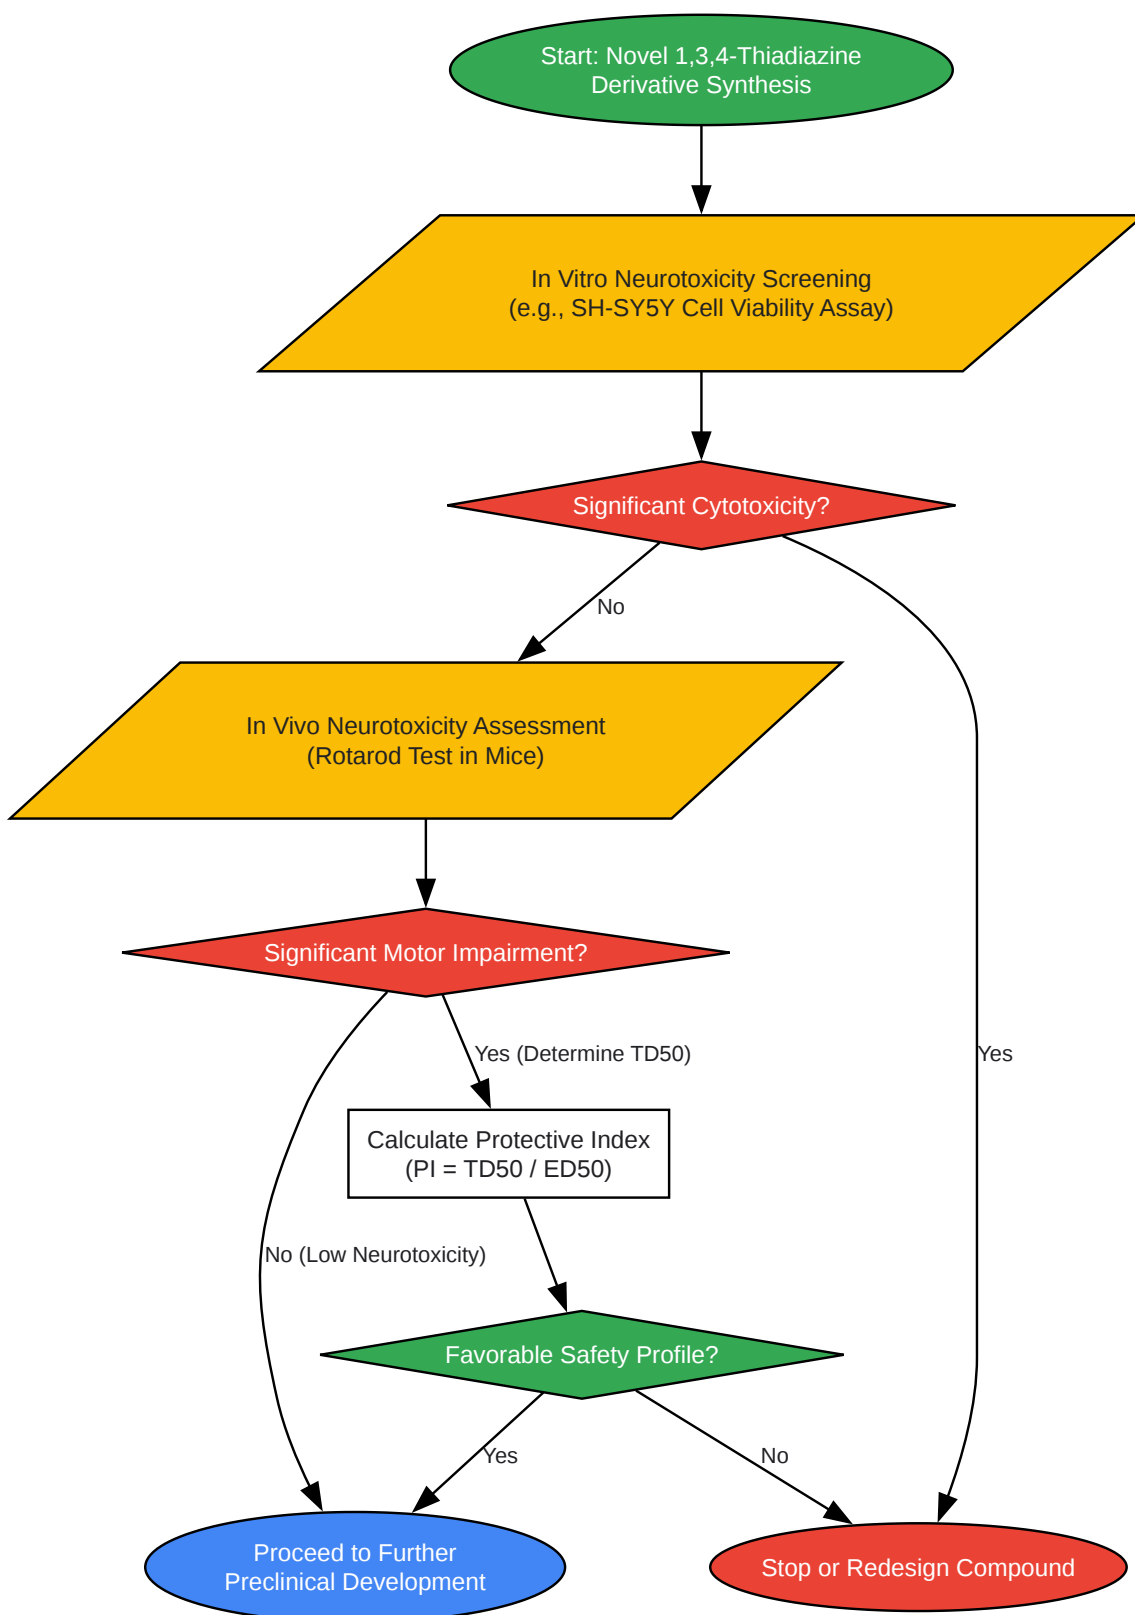 Start: Novel 1,3,4-Thiadiazine
Derivative Synthesis
In Vitro Neurotoxicity Screening
(e.g., SH-SY5Y Cell Viability Assay)
Significant Cytotoxicity?
No
In Vivo Neurotoxicity Assessment
(Rotarod Test in Mice)
Significant Motor Impairment?
Yes (Determine TD50)
Yes
Calculate Protective Index
(PI = TD50 / ED50)
No (Low Neurotoxicity)
Favorable Safety Profile?
Yes
No
Proceed to Further
Preclinical Development
Stop or Redesign Compound